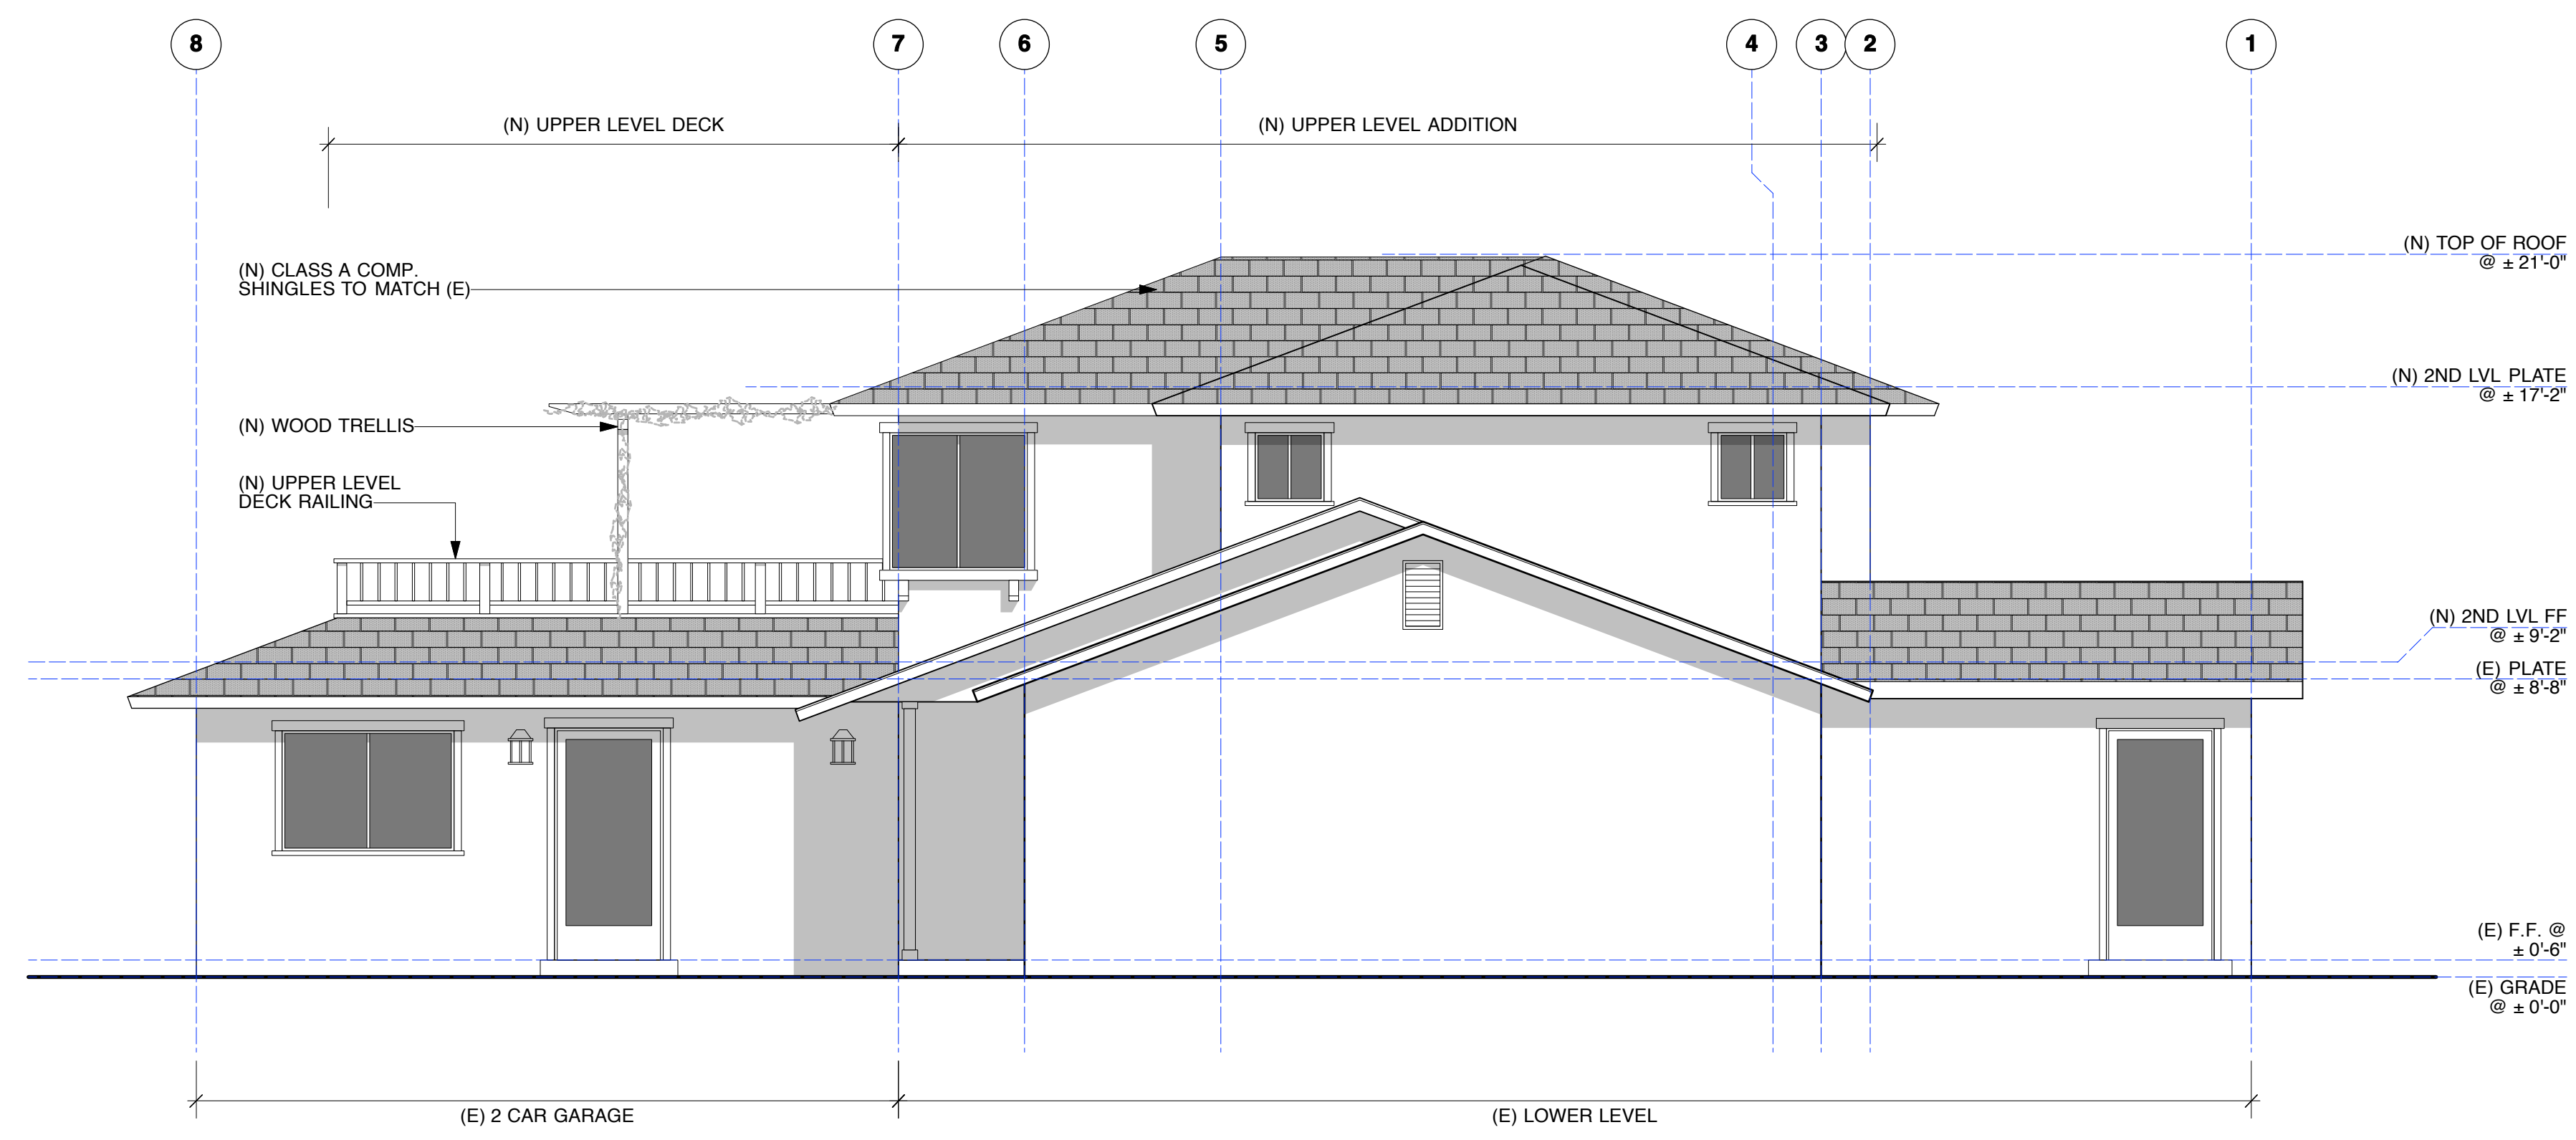 8
7
6
5
4
3
2
1
(N) UPPER LEVEL DECK
(N) UPPER LEVEL ADDITION
(N) TOP OF ROOF
@ ± 21'-0"
(N) CLASS A COMP.
SHINGLES TO MATCH (E)
(N) 2ND LVL PLATE
@ ± 17'-2"
(N) WOOD TRELLIS
(N) UPPER LEVEL
DECK RAILING
(N) 2ND LVL FF
@ ± 9'-2"
(E) PLATE
@ ± 8'-8"
(E) F.F. @
± 0'-6"
(E) GRADE
@ ± 0'-0"
(E) 2 CAR GARAGE
(E) LOWER LEVEL